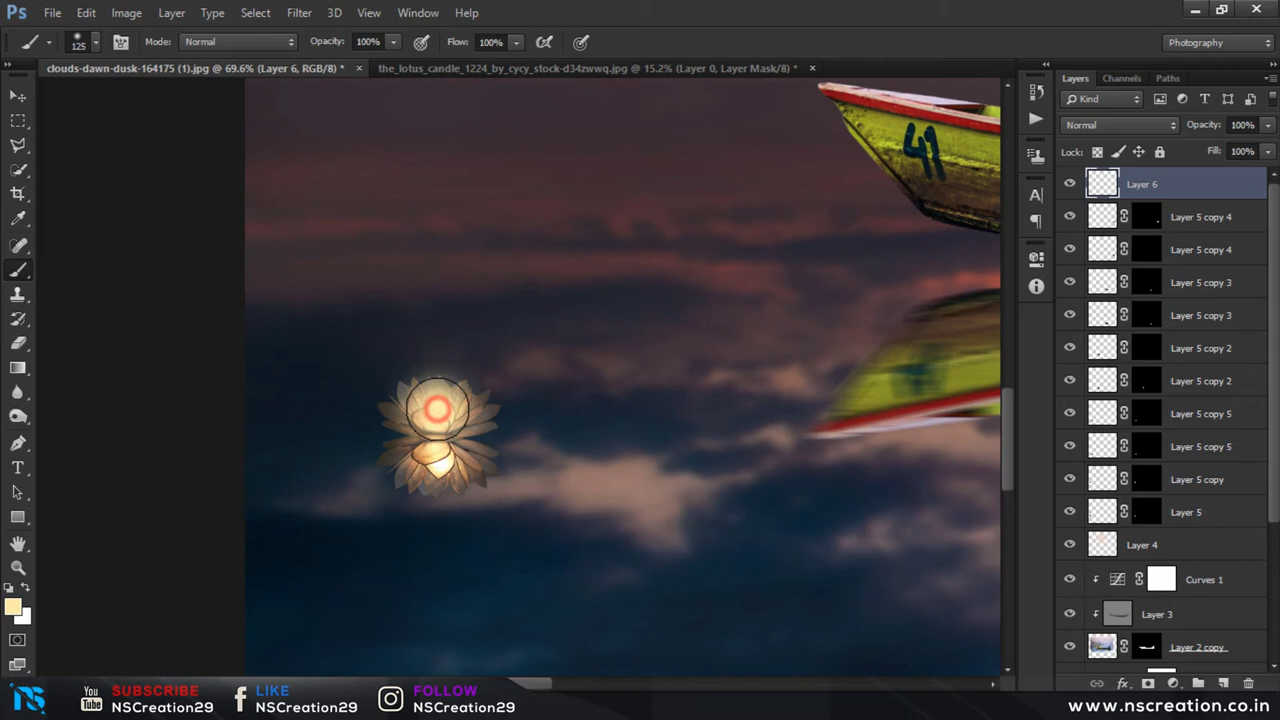 Ps File Edit Image Layer Type Select Filter 3D View Window Help
125 Mode: Normal Opacity: 100% Flow: 100% Photography
clouds-dawn-dusk-164175 (1).jpg @ 69.6% (Layer 6, RGB/8) * × the_lotus_candle_1224_by_cycy_stock-d34zwwq.jpg @ 15.2% (Layer 0, Layer Mask/8) * ×
Layers Channels Paths
Kind
Normal Opacity: 100%
Lock: Fill: 100%
Layer 6
Layer 5 copy 4
Layer 5 copy 4
Layer 5 copy 3
Layer 5 copy 3
Layer 5 copy 2
Layer 5 copy 2
Layer 5 copy 5
Layer 5 copy 5
Layer 5 copy
Layer 5
Layer 4
Curves 1
Layer 3
Layer 2 copy
41
NS You Tube SUBSCRIBE NSCreation29 LIKE NSCreation29 FOLLOW NSCreation29 www.nscreation.co.in